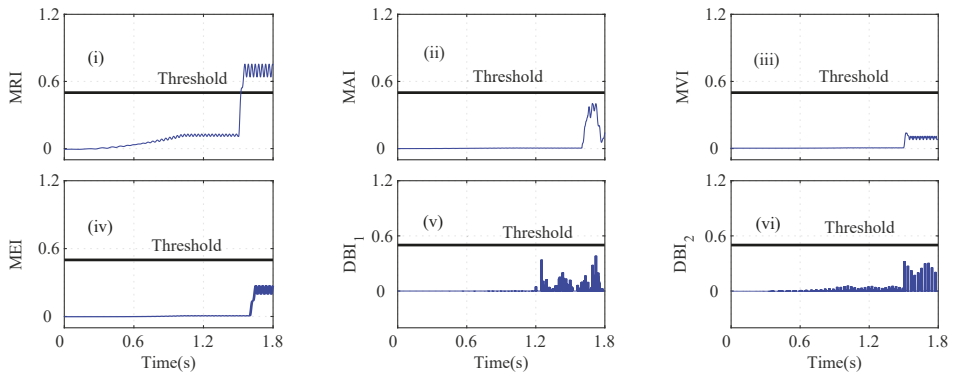 1.2
0.6
0
MRI
(i)
Threshold
1.2
0.6
0
MAI
(ii)
Threshold
1.2
0.6
0
MVI
(iii)
Threshold
1.2
0.6
0
MEI
(iv)
Threshold
0 0.6 1.2 1.8
Time(s)
1.2
0.6
0
DBI1
(v)
Threshold
0 0.6 1.2 1.8
Time(s)
1.2
0.6
0
DBI2
(vi)
Threshold
0 0.6 1.2 1.8
Time(s)